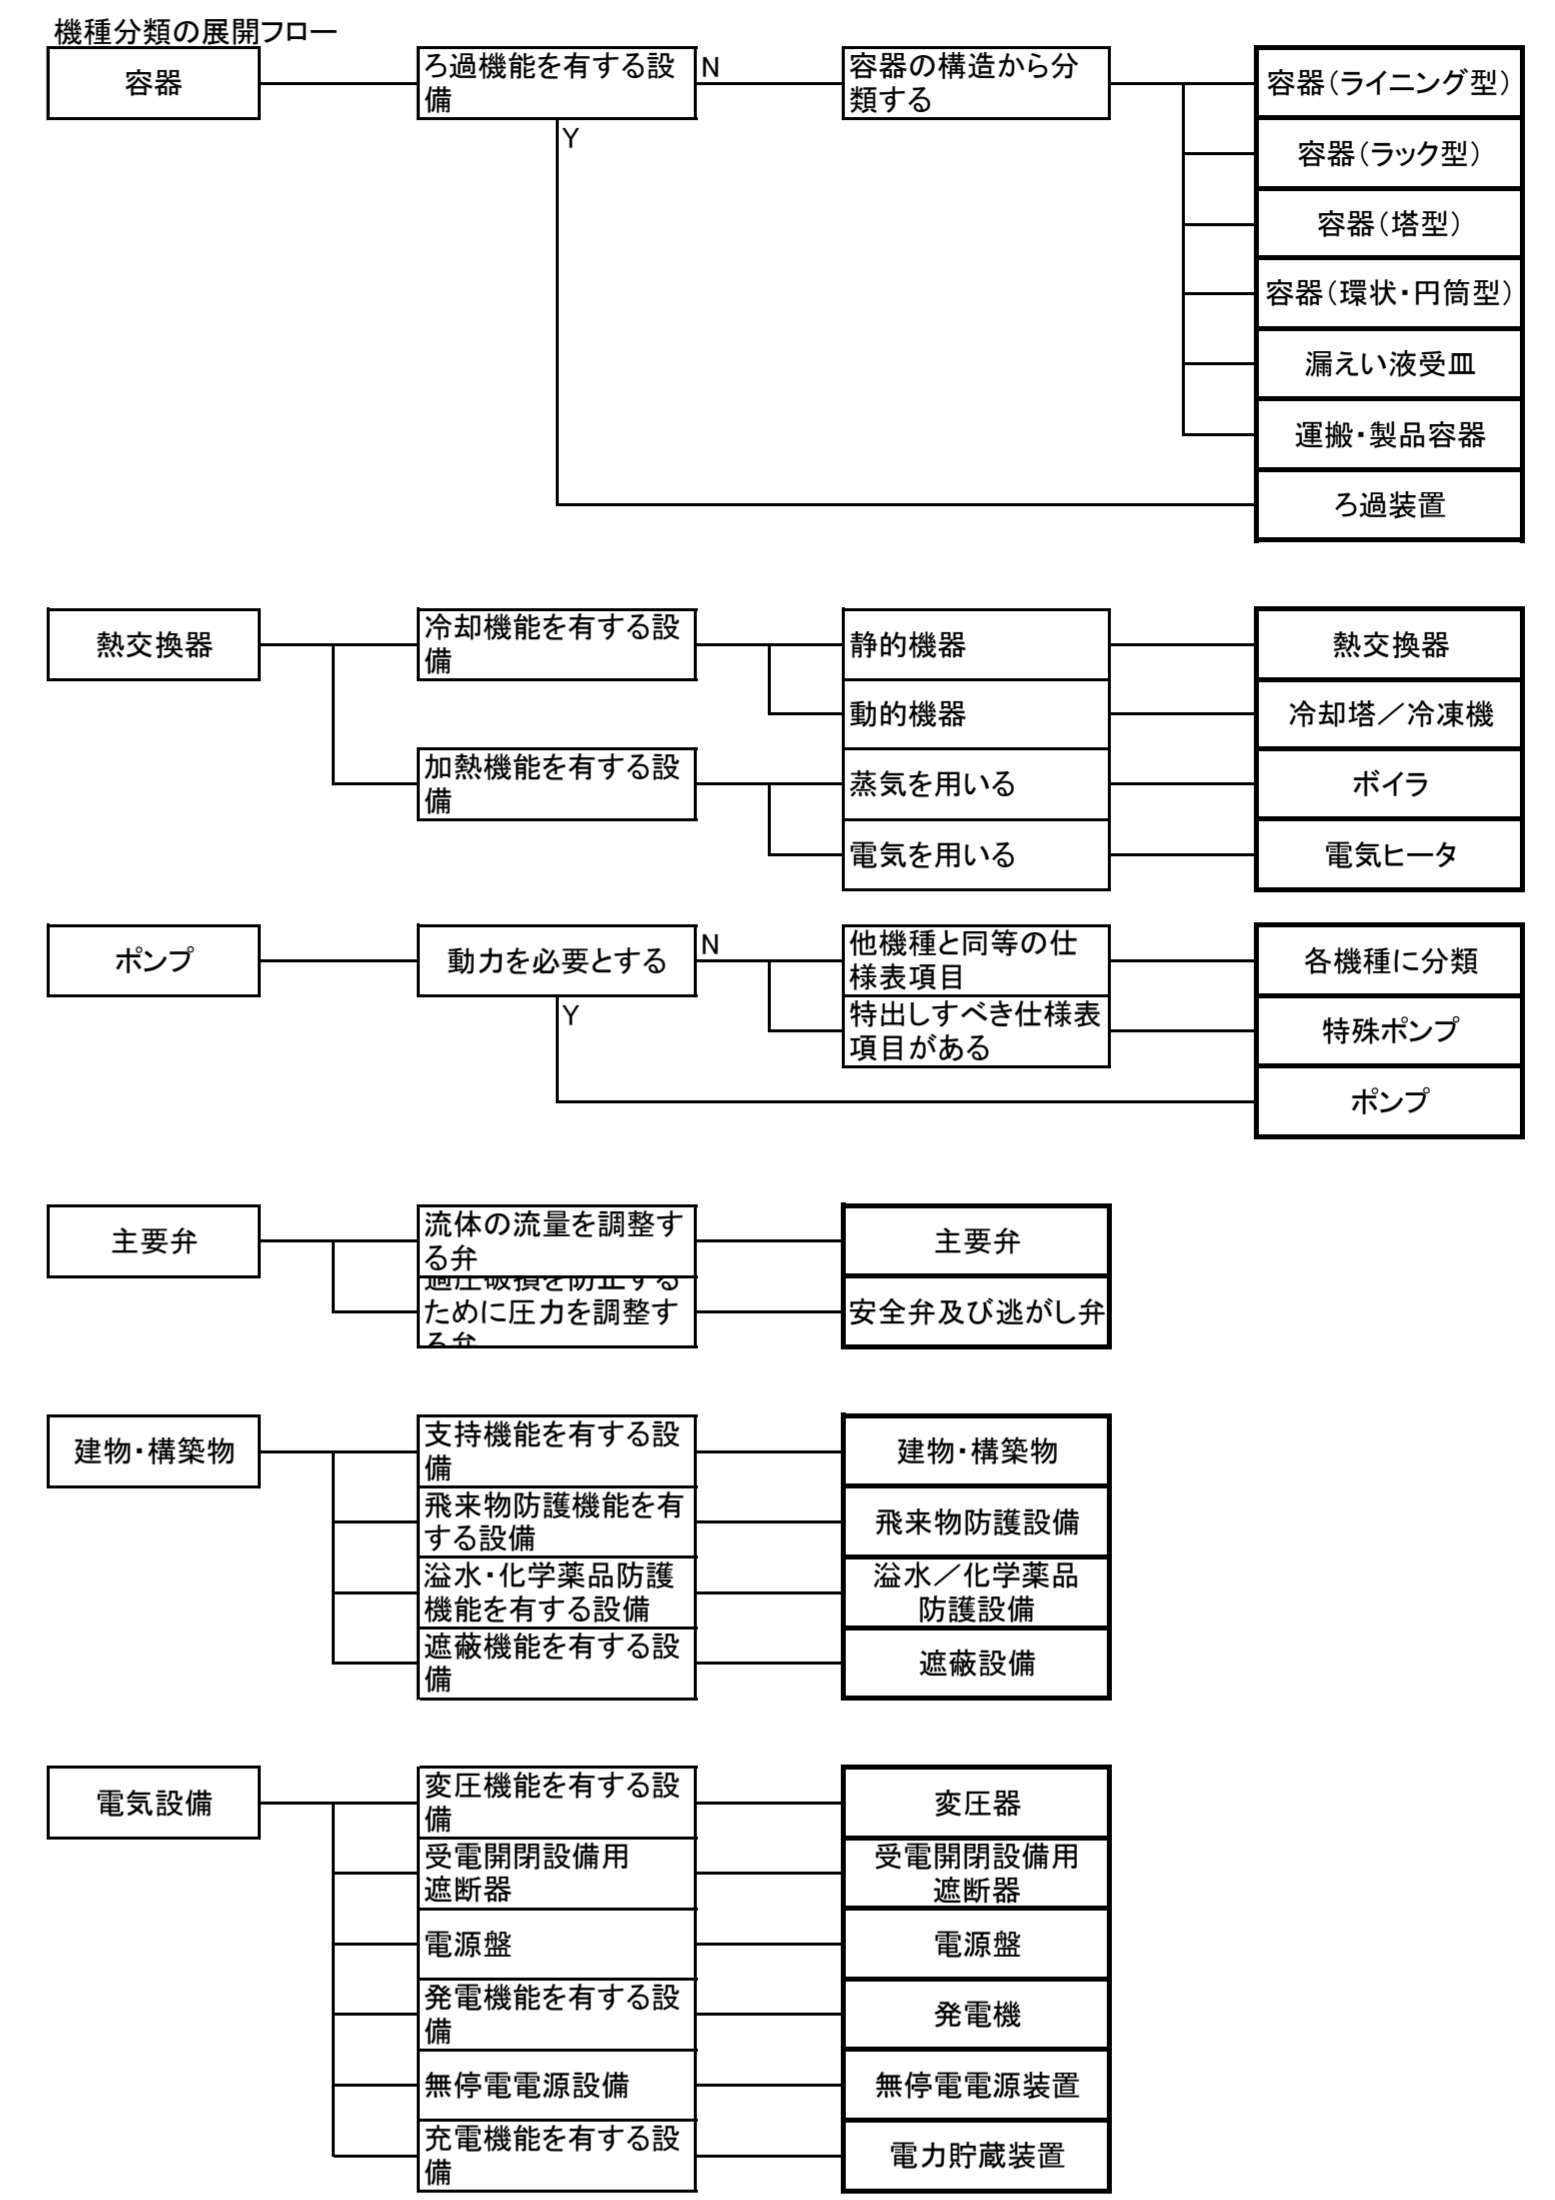 機種分類の展開フロー
容器
ろ過機能を有する設
備
N
容器の構造から分
類する
容器(ライニング型)
Y
容器(ラック型)
容器(塔型)
容器(環状・円筒型)
漏えい液受皿
運搬・製品容器
ろ過装置
熱交換器
冷却機能を有する設
備
静的機器
熱交換器
動的機器
冷却塔／冷凍機
加熱機能を有する設
備
蒸気を用いる
ボイラ
電気を用いる
電気ヒータ
ポンプ
動力を必要とする
N
他機種と同等の仕
様表項目
各機種に分類
Y
特出しすべき仕様表
項目がある
特殊ポンプ
ポンプ
主要弁
流体の流量を調整す
る弁
主要弁
過圧破損を防止する
ために圧力を調整す
る弁
安全弁及び逃がし弁
建物・構築物
支持機能を有する設
備
建物・構築物
飛来物防護機能を有
する設備
飛来物防護設備
溢水・化学薬品防護
機能を有する設備
溢水／化学薬品
防護設備
遮蔽機能を有する設
備
遮蔽設備
電気設備
変圧機能を有する設
備
変圧器
受電開閉設備用
遮断器
受電開閉設備用
遮断器
電源盤
電源盤
発電機能を有する設
備
発電機
無停電電源設備
無停電電源装置
充電機能を有する設
備
電力貯蔵装置